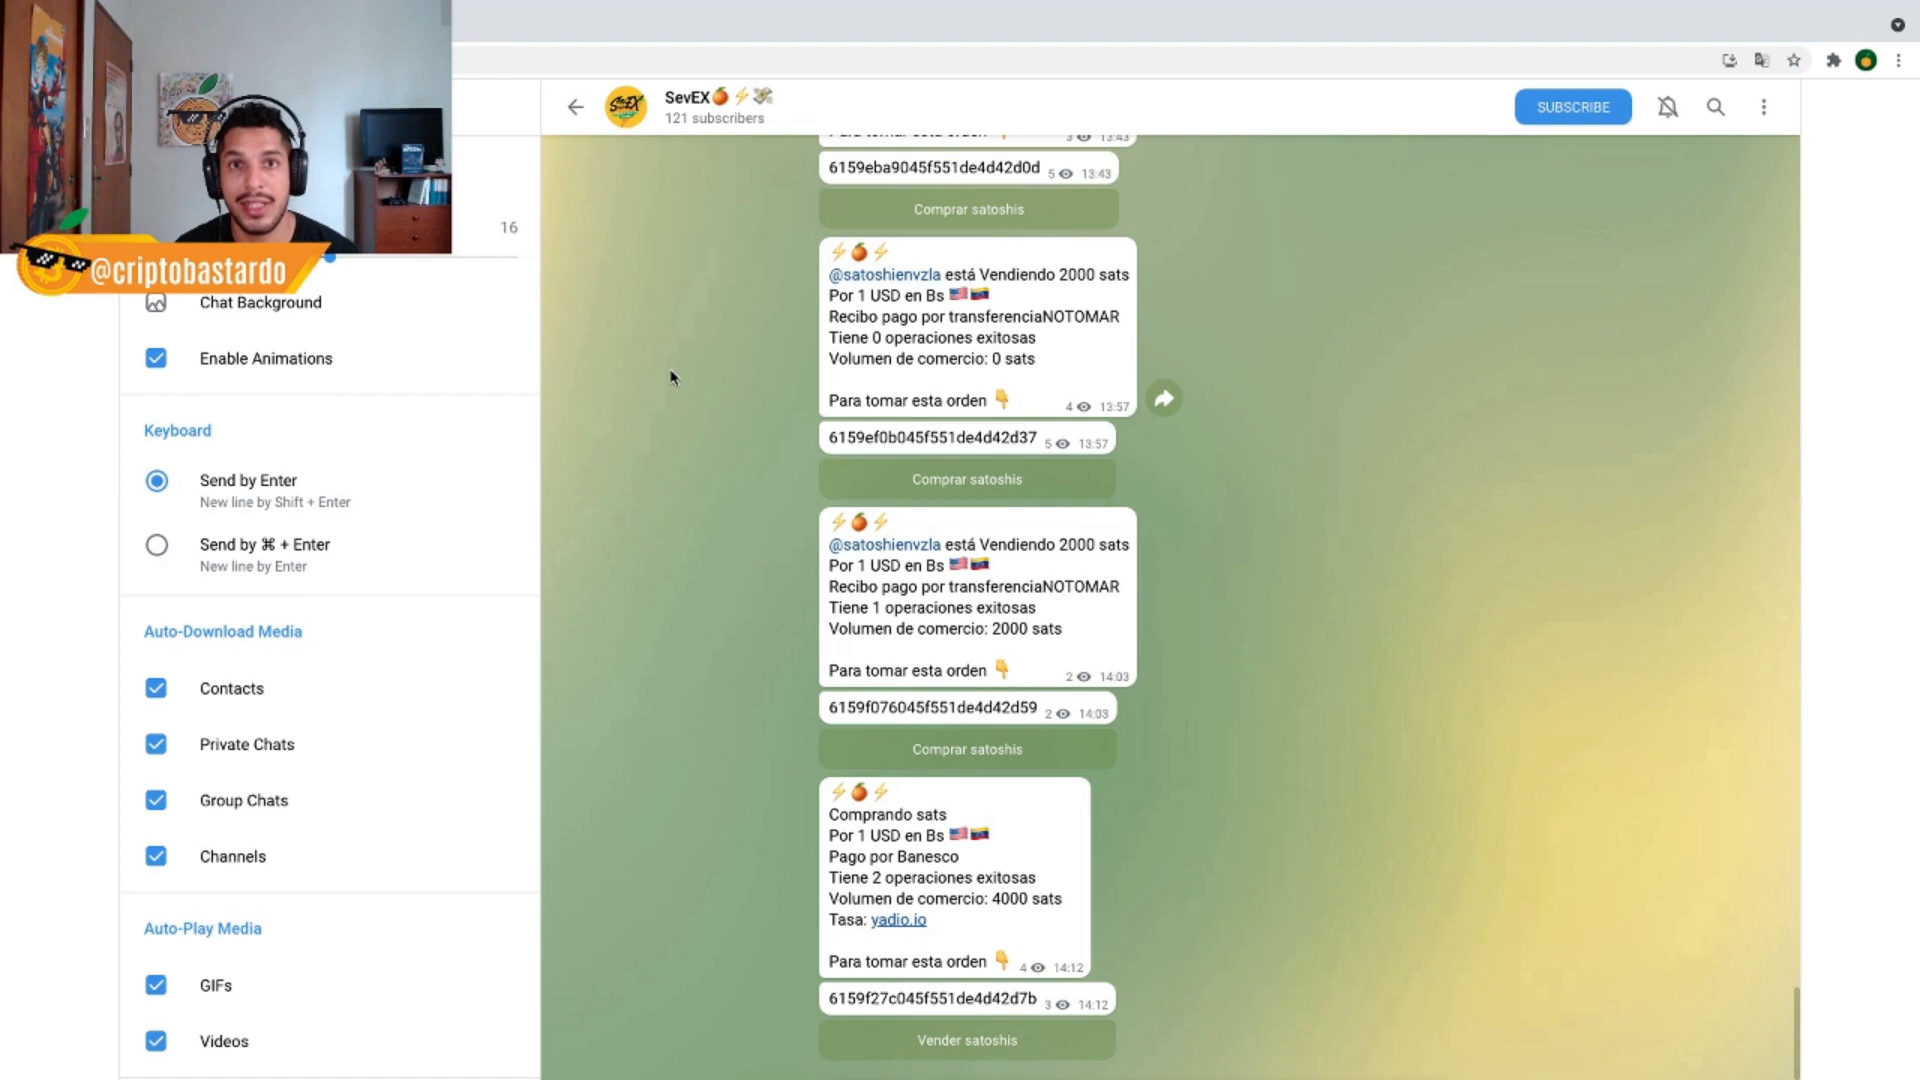 SevEX🍊⚡💸
121 subscribers
SUBSCRIBE
@criptobastardo
16
Chat Background
Enable Animations
Keyboard
Send by Enter
New line by Shift + Enter
Send by ⌘ + Enter
New line by Enter
Auto-Download Media
Contacts
Private Chats
Group Chats
Channels
Auto-Play Media
GIFs
Videos
Para tomar esta orden 👇 3 13:43
6159eba9045f551de4d42d0d 5 13:43
Comprar satoshis
⚡🍊⚡
@satoshienvzla está Vendiendo 2000 sats
Por 1 USD en Bs 🇺🇸🇻🇪
Recibo pago por transferenciaNOTOMAR
Tiene 0 operaciones exitosas
Volumen de comercio: 0 sats
Para tomar esta orden 👇 4 13:57
6159ef0b045f551de4d42d37 5 13:57
Comprar satoshis
⚡🍊⚡
@satoshienvzla está Vendiendo 2000 sats
Por 1 USD en Bs 🇺🇸🇻🇪
Recibo pago por transferenciaNOTOMAR
Tiene 1 operaciones exitosas
Volumen de comercio: 2000 sats
Para tomar esta orden 👇 2 14:03
6159f076045f551de4d42d59 2 14:03
Comprar satoshis
⚡🍊⚡
Comprando sats
Por 1 USD en Bs 🇺🇸🇻🇪
Pago por Banesco
Tiene 2 operaciones exitosas
Volumen de comercio: 4000 sats
Tasa: yadio.io
Para tomar esta orden 👇 4 14:12
6159f27c045f551de4d42d7b 3 14:12
Vender satoshis